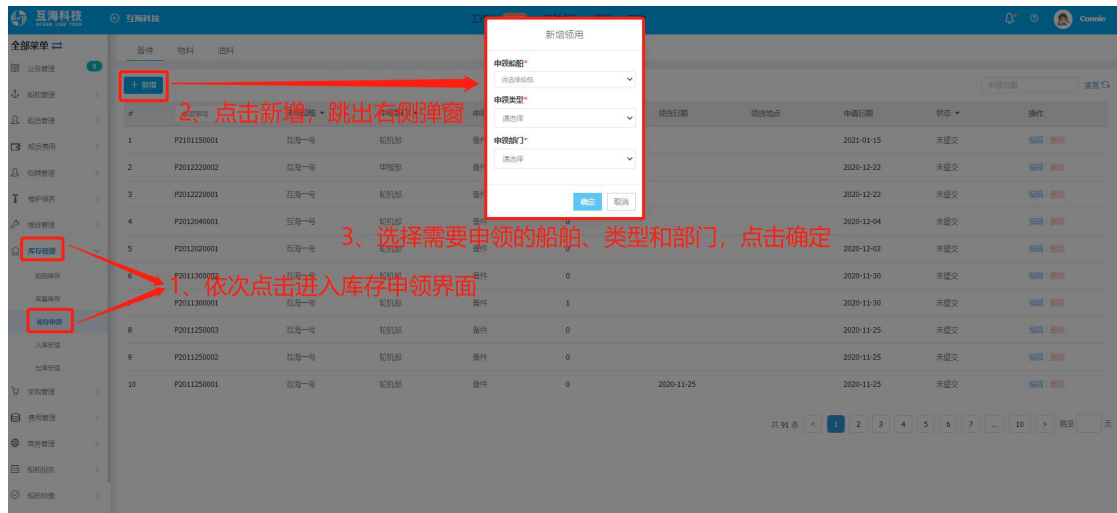 互海科技
OCEAN LINK TECH
互海科技
Connie
全部菜单
公告管理
船舶管理
船员管理
船员费用
招聘管理
维护保养
维修管理
库存管理
船舶库存
岸基库存
库存申领
入库管理
出库管理
采购管理
费用管理
商务管理
船舶报告
船舶检查
备件 物料 油料
+ 新增
申请日期 重置
# 领货日期 领货地点 申请日期 状态 操作
1 P2101150001 互海一号 轮机部 备件 2021-01-15 未提交 编辑 | 删除
2 P2012220002 互海一号 甲板部 备件 2020-12-22 未提交 编辑 | 删除
3 P2012220001 互海一号 轮机部 备件 2020-12-22 未提交 编辑 | 删除
4 P2012040001 互海一号 轮机部 备件 0 2020-12-04 未提交 编辑 | 删除
5 P2012020001 互海一号 轮机部 备件 0 2020-12-02 未提交 编辑 | 删除
6 P2011300002 互海一号 轮机部 备件 0 2020-11-30 未提交 编辑 | 删除
P2011300001 互海一号 轮机部 备件 1 2020-11-30 未提交 编辑 | 删除
8 P2011250003 互海一号 轮机部 备件 0 2020-11-25 未提交 编辑 | 删除
9 P2011250002 互海一号 轮机部 备件 0 2020-11-25 未提交 编辑 | 删除
10 P2011250001 互海一号 轮机部 备件 0 2020-11-25 2020-11-25 未提交 编辑 | 删除
共 91 条 < 1 2 3 4 5 6 7 ... 10 > 跳至 页
新增领用
申领船舶*
请选择船舶
申领类型*
请选择
申领部门*
请选择
确定 取消
2、点击新增，跳出右侧弹窗
3、选择需要申领的船舶、类型和部门，点击确定
1、依次点击进入库存申领界面